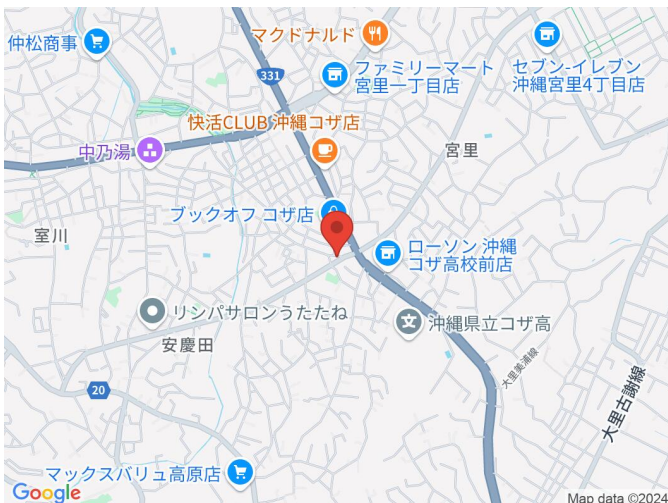 仲松商事
マクドナルド
331
ファミリーマート
宮里一丁目店
セブン-イレブン
沖縄宮里4丁目店
快活CLUB 沖縄コザ店
中乃湯
宮里
ブックオフ コザ店
室川
ローソン 沖縄
コザ高校前店
リンパサロンうたたね
文
沖縄県立コザ高
安慶田
大里美浦線
20
大里古謝線
マックスバリュ高原店
Google
Map data ©2024